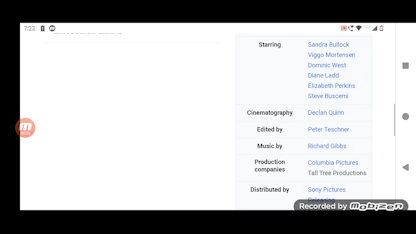 7:22
Starring
Sandra Bullock
Viggo Mortensen
Dominic West
Diane Ladd
Elizabeth Perkins
Steve Buscemi
Cinematography
Declan Quinn
Edited by
Peter Teschner
Music by
Richard Gibbs
Production
companies
Columbia Pictures
Tall Tree Productions
Distributed by
Sony Pictures
Recorded by Mobizen